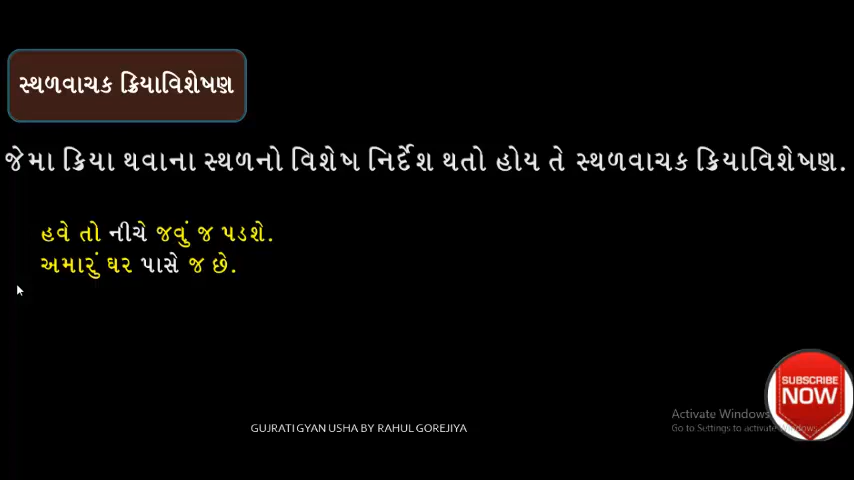 સ્થળવાચક ક્રિયાવિશેષણ
જેમા ક્રિયા થવાના સ્થળનો વિશેષ નિર્દેશ થતો હોય તે સ્થળવાચક ક્રિયાવિશેષણ.
હવે તો નીચે જવું જ પડશે.
અમારું ઘર પાસે જ છે.
SUBSCRIBE
NOW
Activate Windows
Go to Settings to activate Windows.
GUJRATI GYAN USHA BY RAHUL GOREJIYA